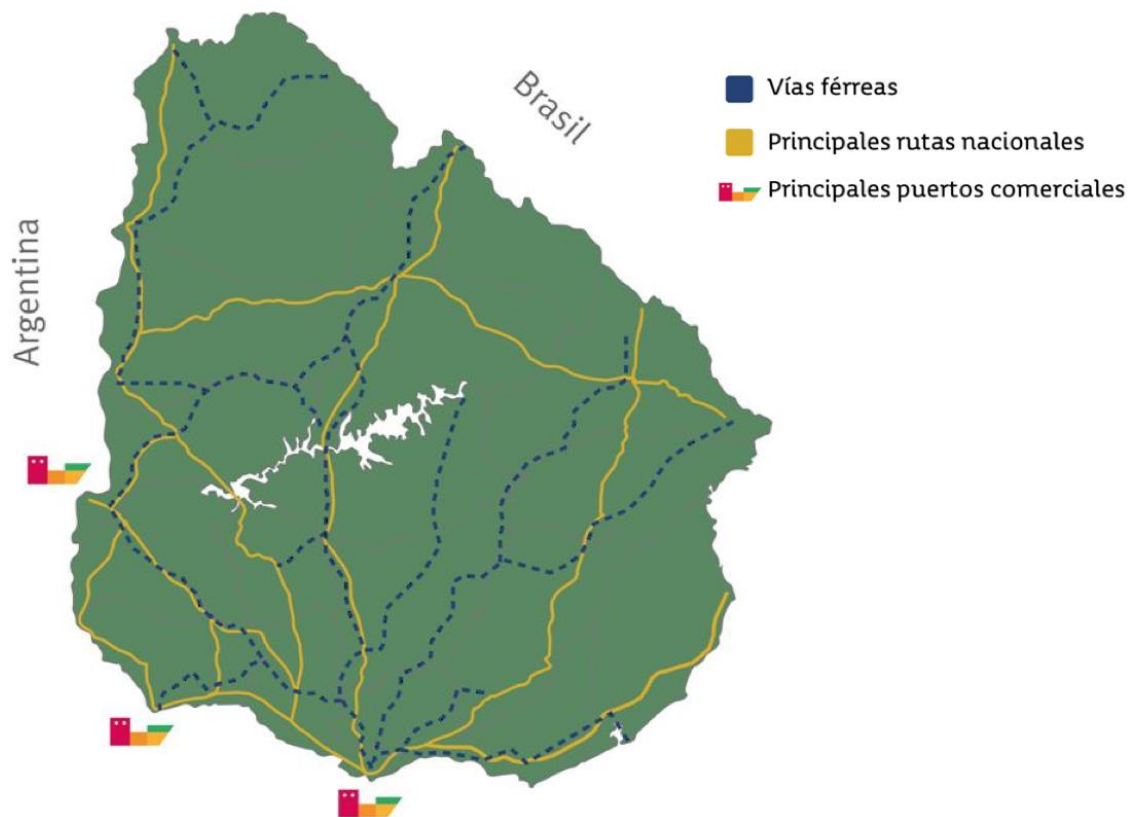 Brasil
Argentina
Vías férreas
Principales rutas nacionales
Principales puertos comerciales